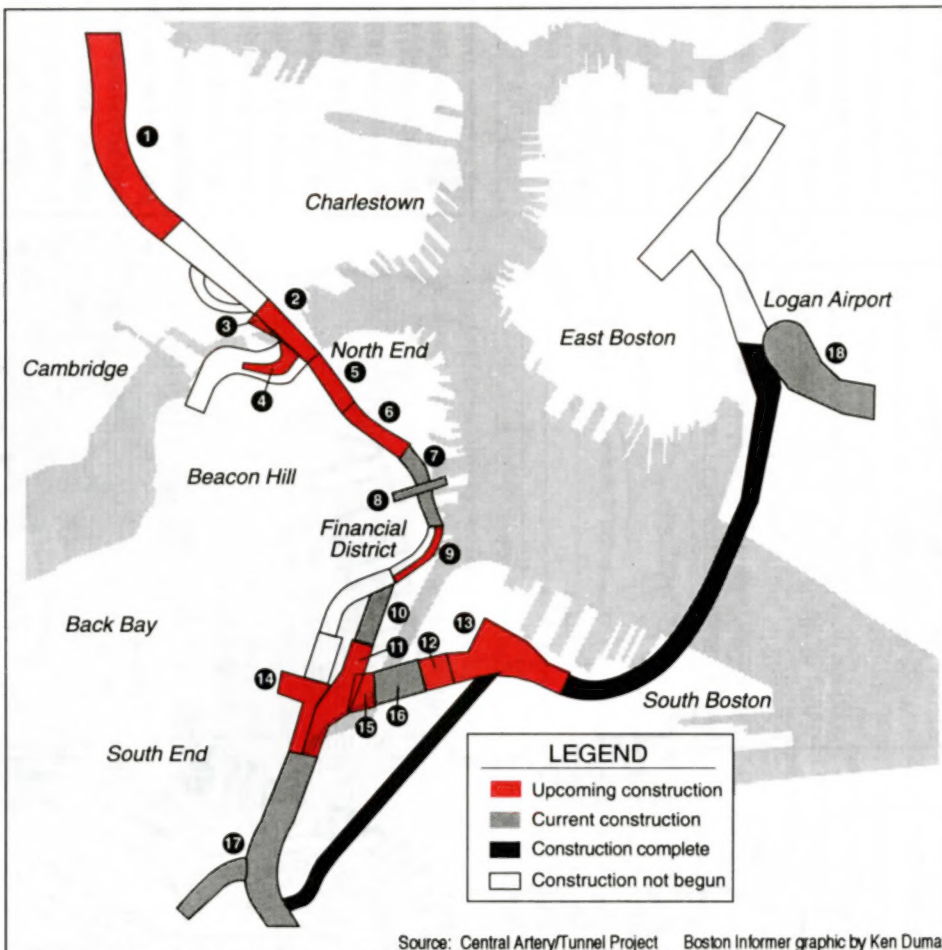 1
Charlestown
2
Logan Airport
3
North End
East Boston
18
Cambridge
5
4
6
7
Beacon Hill
8
Financial
District
9
10
Back Bay
13
11
12
14
15
16
South Boston
South End
LEGEND
Upcoming construction
Current construction
Construction complete
Construction not begun
17
Source: Central Artery/Tunnel Project
Boston Informer graphic by Ken Duma